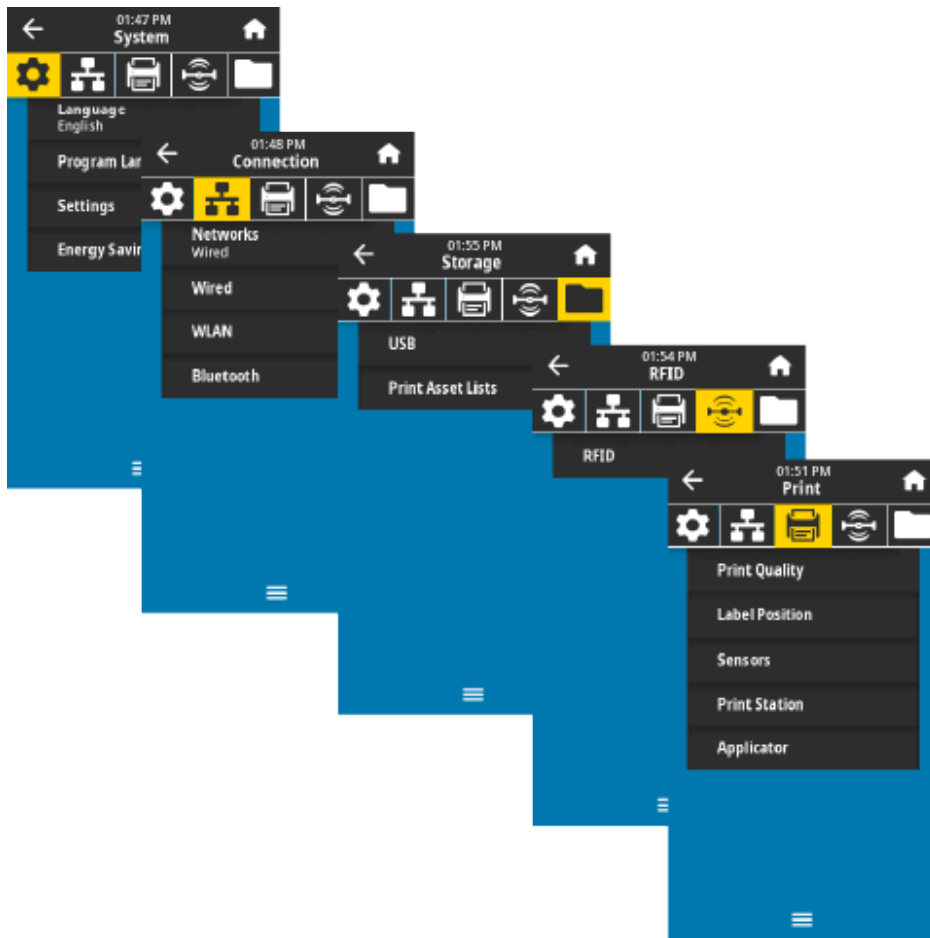 01:47 PM
System
Language
English
Program Lan
Settings
Energy Savin
01:48 PM
Connection
Networks
Wired
Wired
WLAN
Bluetooth
01:55 PM
Storage
USB
Print Asset Lists
01:54 PM
RFID
RFID
01:51 PM
Print
Print Quality
Label Position
Sensors
Print Station
Applicator